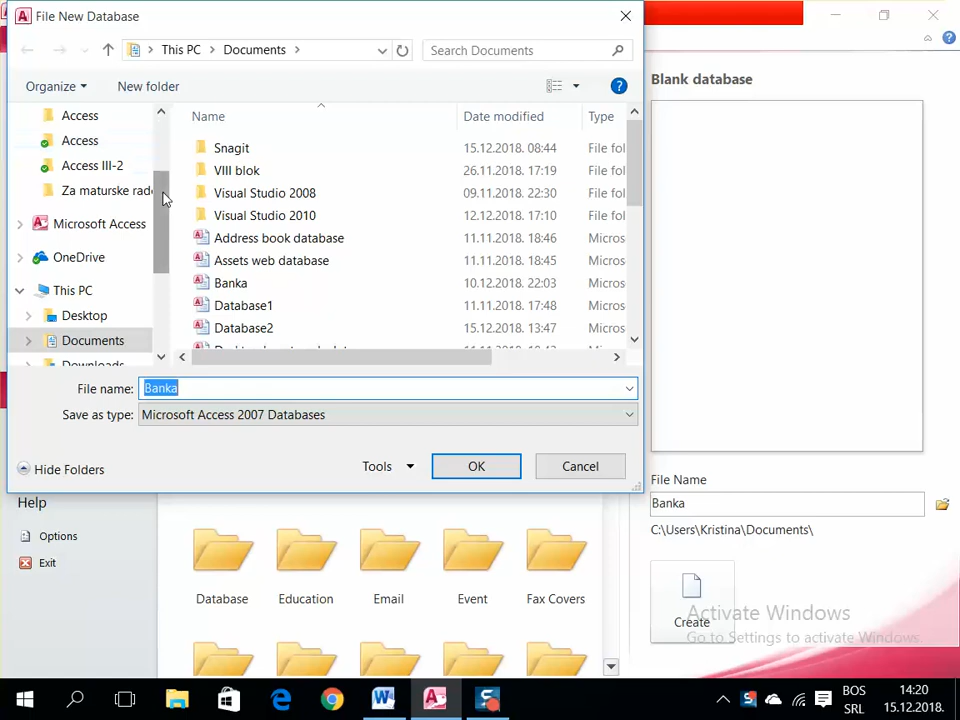 File New Database
This PC
Documents
Search Documents
Organize
New folder
Access
Access
Access III-2
Za maturske
Microsoft Access
OneDrive
This PC
Desktop
Documents
Downloads
Name
Date modified
Type
Snagit
15.12.2018. 08:44
File fol
VIII blok
26.11.2018. 17:19
File fol
Visual Studio 2008
09.11.2018. 22:30
File fol
Visual Studio 2010
12.12.2018. 17:10
File fol
Address book database
11.11.2018. 18:46
Micros
Assets web database
11.11.2018. 18:45
Micros
Banka
10.12.2018. 22:03
Micros
Database1
11.11.2018. 17:48
Micros
Database2
15.12.2018. 13:47
Micros
File name:
Banka
Save as type:
Microsoft Access 2007 Databases
Hide Folders
Tools
OK
Cancel
Blank database
File Name
Banka
C:\Users\Kristina\Documents\
Create
Activate Windows
Go to Settings to activate Windows.
Help
Options
Exit
Database
Education
Email
Event
Fax Covers
BOS
SRL
14:20
15.12.2018.